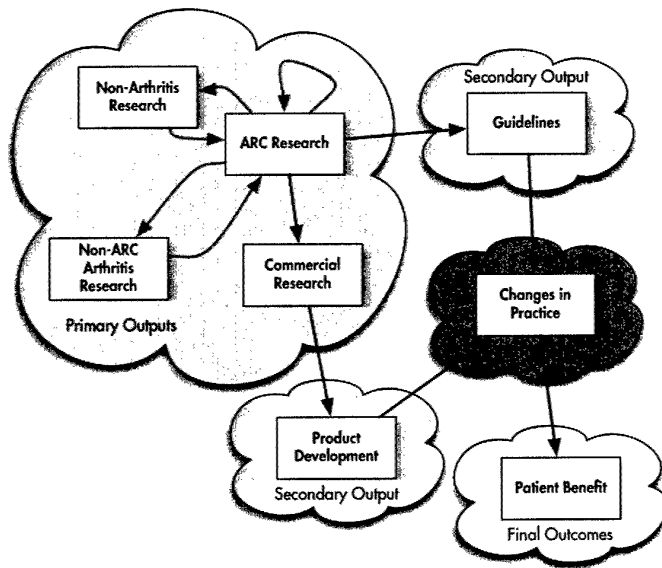 Non-Arthritis
Research
ARC Research
Non-ARC
Arthritis
Research
Commercial
Research
Primary Outputs
Secondary Output
Guidelines
Changes in
Practice
Product
Development
Secondary Output
Patient Benefit
Final Outcomes